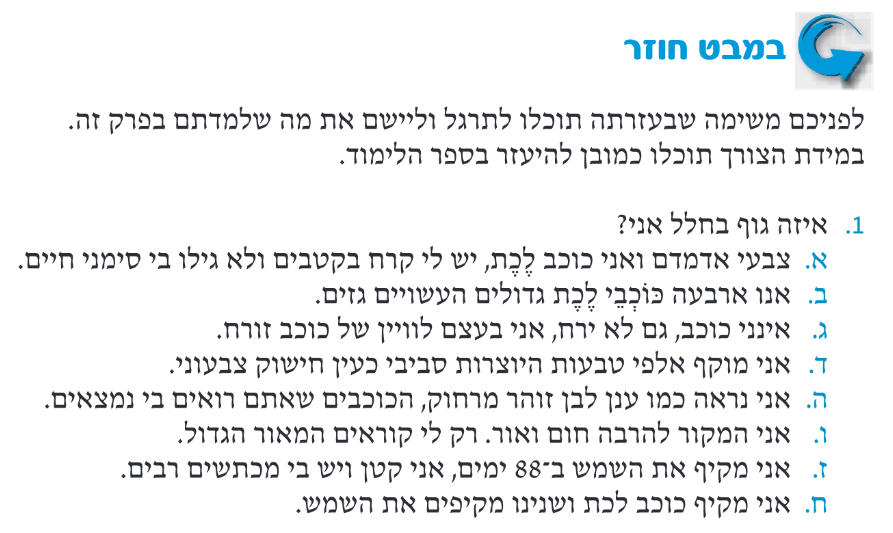 במבט חוזר
לפניכם משימה שבעזרתה תוכלו לתרגל וליישם את מה שלמדתם בפרק זה.
במידת הצורך תוכלו כמובן להיעזר בספר הלימוד.
1. איזה גוף בחלל אני?
א. צבעי אדמדם ואני כוכב לֶכֶת, יש לי קרח בקטבים ולא גילו בי סימני חיים.
ב. אנו ארבעה כּוֹכְבֵי לֶכֶת גדולים העשויים גזים.
ג. אינני כוכב, גם לא ירח, אני בעצם לוויין של כוכב זורח.
ד. אני מוקף אלפי טבעות היוצרות סביבי כעין חישוק צבעוני.
ה. אני נראה כמו ענן לבן זוהר מרחוק, הכוכבים שאתם רואים בי נמצאים.
ו. אני המקור להרבה חום ואור. רק לי קוראים המאור הגדול.
ז. אני מקיף את השמש ב־88 ימים, אני קטן ויש בי מכתשים רבים.
ח. אני מקיף כוכב לכת ושנינו מקיפים את השמש.